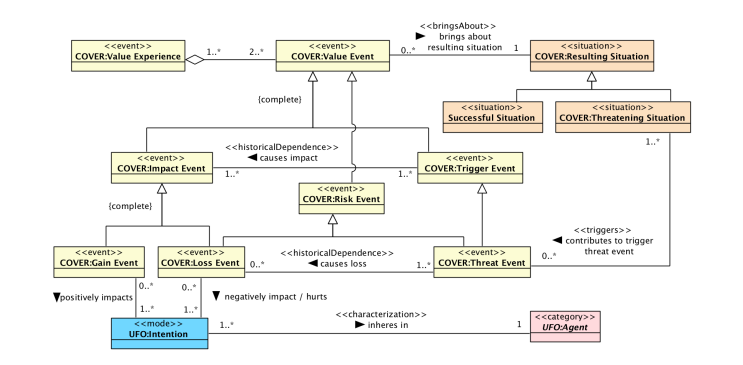 <<event>>
COVER:Value Experience
1..*
2..*
<<event>>
COVER:Value Event
<<bringsAbout>>
brings about
resulting situation
0..*
1
<<situation>>
COVER:Resulting Situation
{complete}
<<situation>>
Successful Situation
<<situation>>
COVER:Threatening Situation
1..*
<<event>>
COVER:Impact Event
<<historicalDependence>>
causes impact
1..*
1..*
<<event>>
COVER:Trigger Event
<<event>>
COVER:Risk Event
{complete}
<<triggers>>
contributes to trigger
threat event
0..*
<<event>>
COVER:Gain Event
<<event>>
COVER:Loss Event
<<historicalDependence>>
causes loss
0..*
1..*
<<event>>
COVER:Threat Event
0..*
0..*
positively impacts
negatively impact / hurts
1..*
1..*
<<mode>>
UFO:Intention
<<characterization>>
inheres in
1..*
1
<<category>>
UFO:Agent